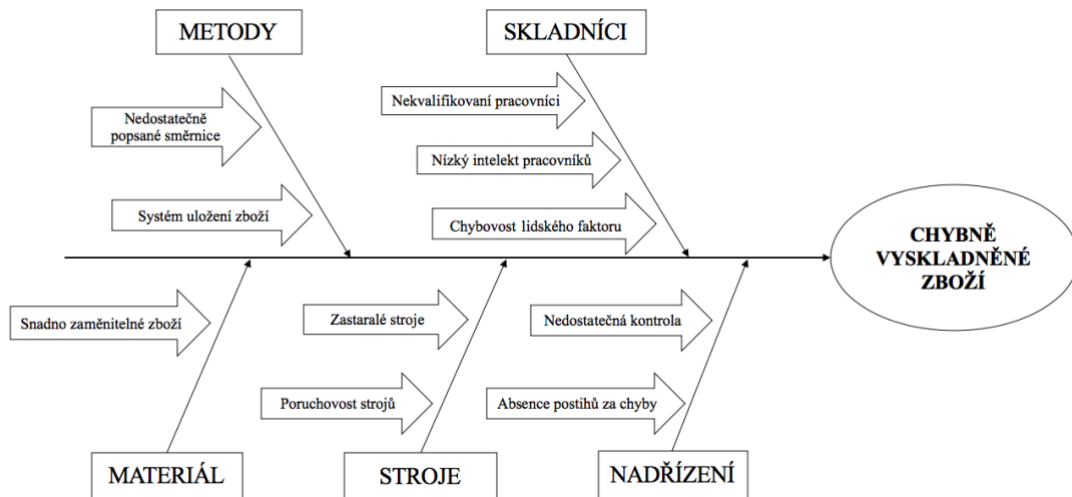 METODY
SKLADNÍCI
Nekvalifikovaní pracovníci
Nedostatečně
popsané směrnice
Nízký intelekt pracovníků
Systém uložení zboží
Chybovost lidského faktoru
CHYBNĚ
VYSKLADNĚNÉ
ZBOŽÍ
Snadno zaměnitelné zboží
Zastaralé stroje
Nedostatečná kontrola
Poruchovost strojů
Absence postihů za chyby
MATERIÁL
STROJE
NADŘÍZENÍ